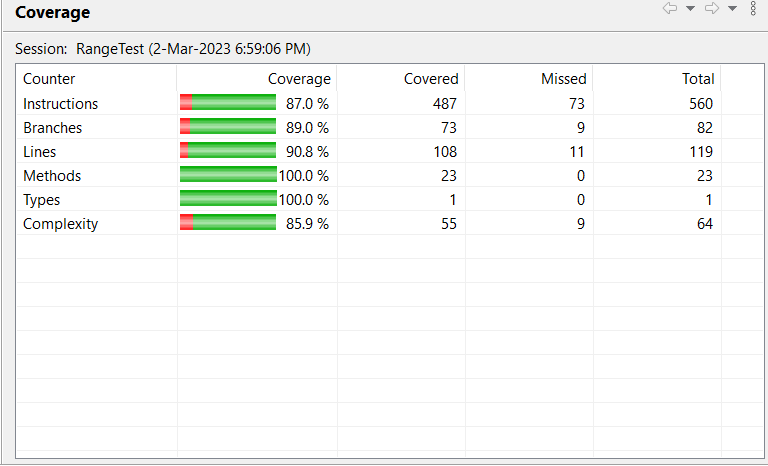 Coverage
Session: RangeTest (2-Mar-2023 6:59:06 PM)
Counter Coverage Covered Missed Total
Instructions 87.0 % 487 73 560
Branches 89.0 % 73 9 82
Lines 90.8 % 108 11 119
Methods 100.0 % 23 0 23
Types 100.0 % 1 0 1
Complexity 85.9 % 55 9 64